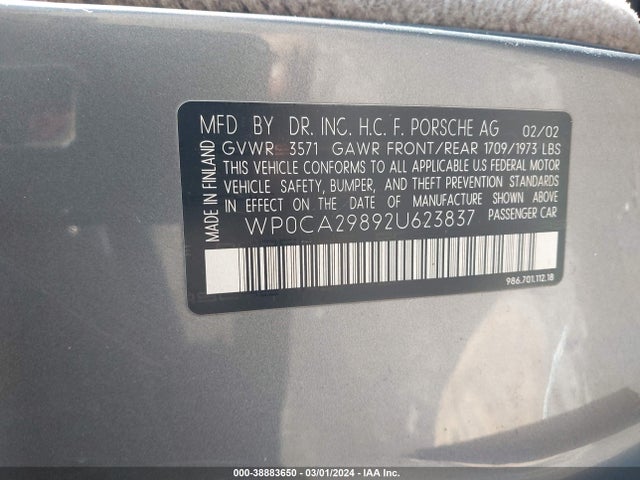 MFD BY DR. INC. H.C. F. PORSCHE AG 02/02
GVWR 3571 GAWR FRONT/REAR 1709/1973 LBS
THIS VEHICLE CONFORMS TO ALL APPLICABLE U.S FEDERAL MOTOR
VEHICLE SAFETY, BUMPER, AND THEFT PREVENTION STANDARDS
IN EFFECT ON THE DATE OF MANUFACTURE SHOWN ABOVE
WP0CA29892U623837 PASSENGER CAR
MADE IN FINLAND
986.701.112.18
000-38883650 - 03/01/2024 - IAA Inc.